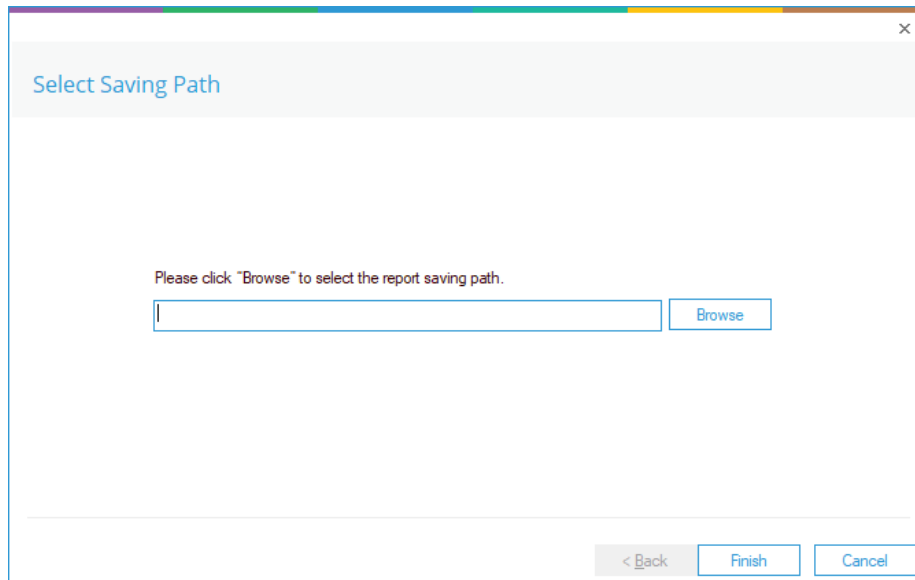 Select Saving Path
Please click "Browse" to select the report saving path.
Browse
< Back
Finish
Cancel